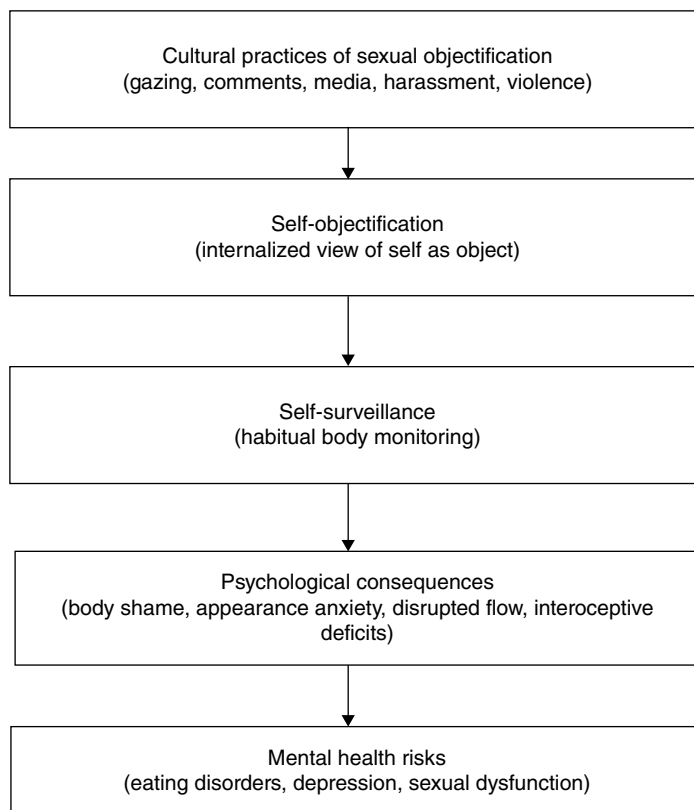 Cultural practices of sexual objectification
(gazing, comments, media, harassment, violence)
Self-objectification
(internalized view of self as object)
Self-surveillance
(habitual body monitoring)
Psychological consequences
(body shame, appearance anxiety, disrupted flow, interoceptive
deficits)
Mental health risks
(eating disorders, depression, sexual dysfunction)